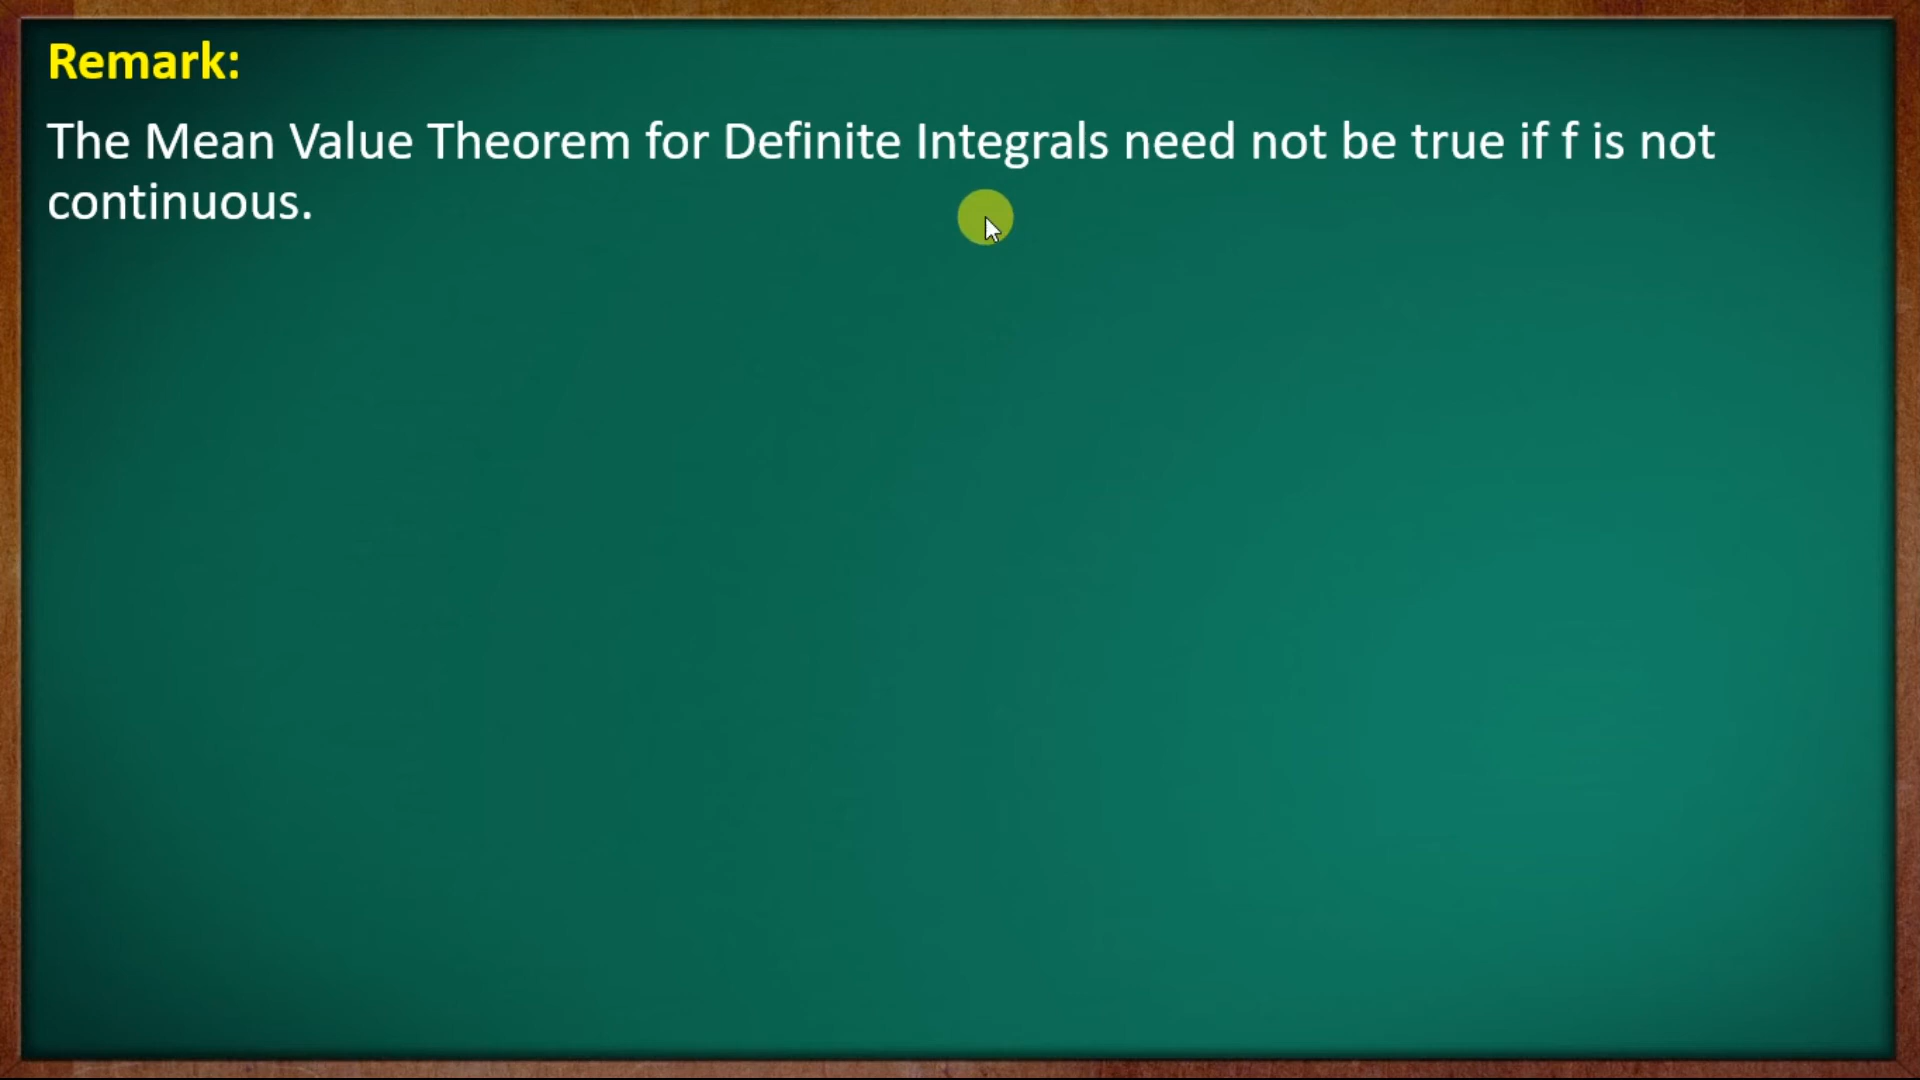 Remark:
The Mean Value Theorem for Definite Integrals need not be true if f is not
continuous.